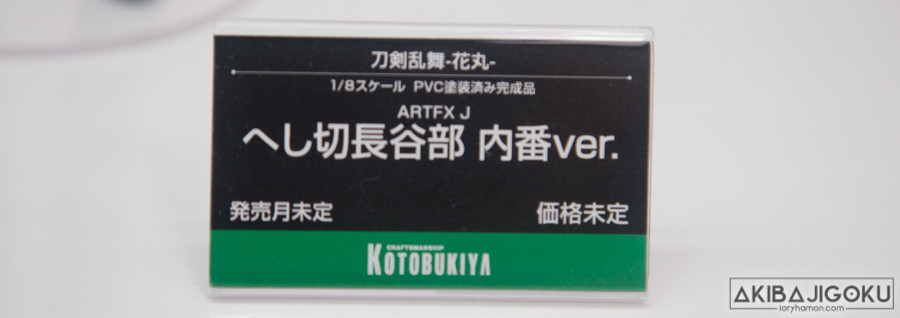 刀剣乱舞-花丸-
1/8スケール PVC塗装済み完成品
ARTFX J
へし切長谷部 内番ver.
発売月未定 価格未定
CRAFTSMANSHIP
KOTOBUKIYA
AKIBAJIGOKU
ioryhamon.com